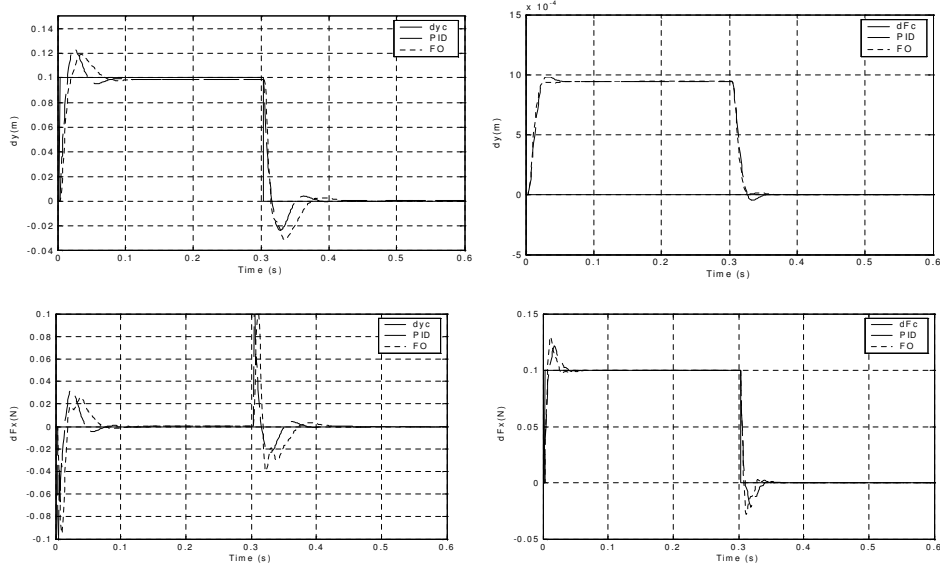 0.14
0.12
0.1
0.08
0.06
0.04
0.02
0
-0.02
-0.04
dy(m)
0
0.1
0.2
0.3
0.4
0.5
0.6
Time (s)
dyc
PID
FO
x 10-4
15
10
5
0
-5
dy(m)
0
0.1
0.2
0.3
0.4
0.5
0.6
Time (s)
dFc
PID
FO
0.1
0.08
0.06
0.04
0.02
0
-0.02
-0.04
-0.06
-0.08
-0.1
dFx(N)
0
0.1
0.2
0.3
0.4
0.5
0.6
Time (s)
dyc
PID
FO
0.15
0.1
0.05
0
-0.05
dFx(N)
0
0.1
0.2
0.3
0.4
0.5
0.6
Time (s)
dFc
PID
FO